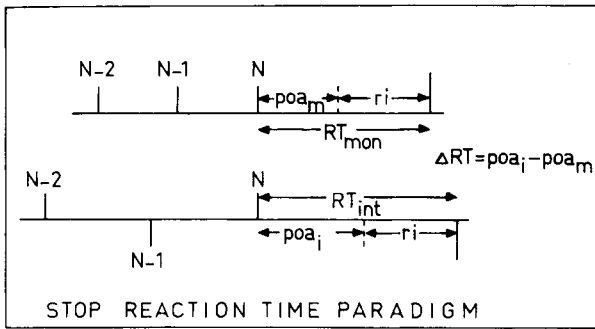 N-2 N-1 N
poa_m ri
RT_mon
ΔRT=poa_i-poa_m
N-2 N
RT_int
poa_i ri
N-1
STOP REACTION TIME PARADIGM